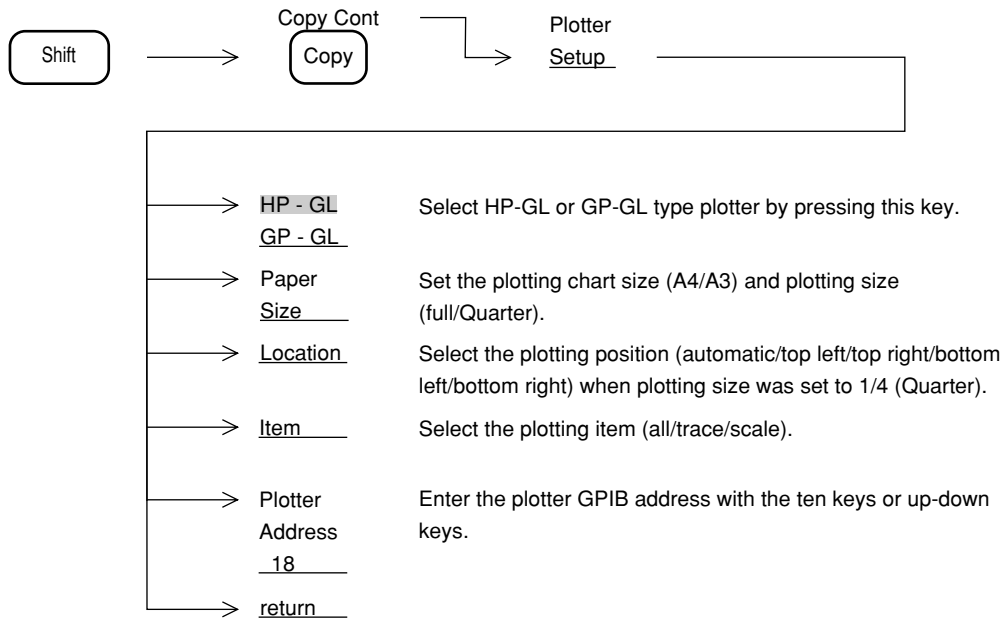 Copy Cont
Shift
Copy
Plotter
Setup
HP - GL
GP - GL
Select HP-GL or GP-GL type plotter by pressing this key.
Paper
Size
Set the plotting chart size (A4/A3) and plotting size
(full/Quarter).
Location
Select the plotting position (automatic/top left/top right/bottom
left/bottom right) when plotting size was set to 1/4 (Quarter).
Item
Select the plotting item (all/trace/scale).
Plotter
Address
18
Enter the plotter GPIB address with the ten keys or up-down
keys.
return